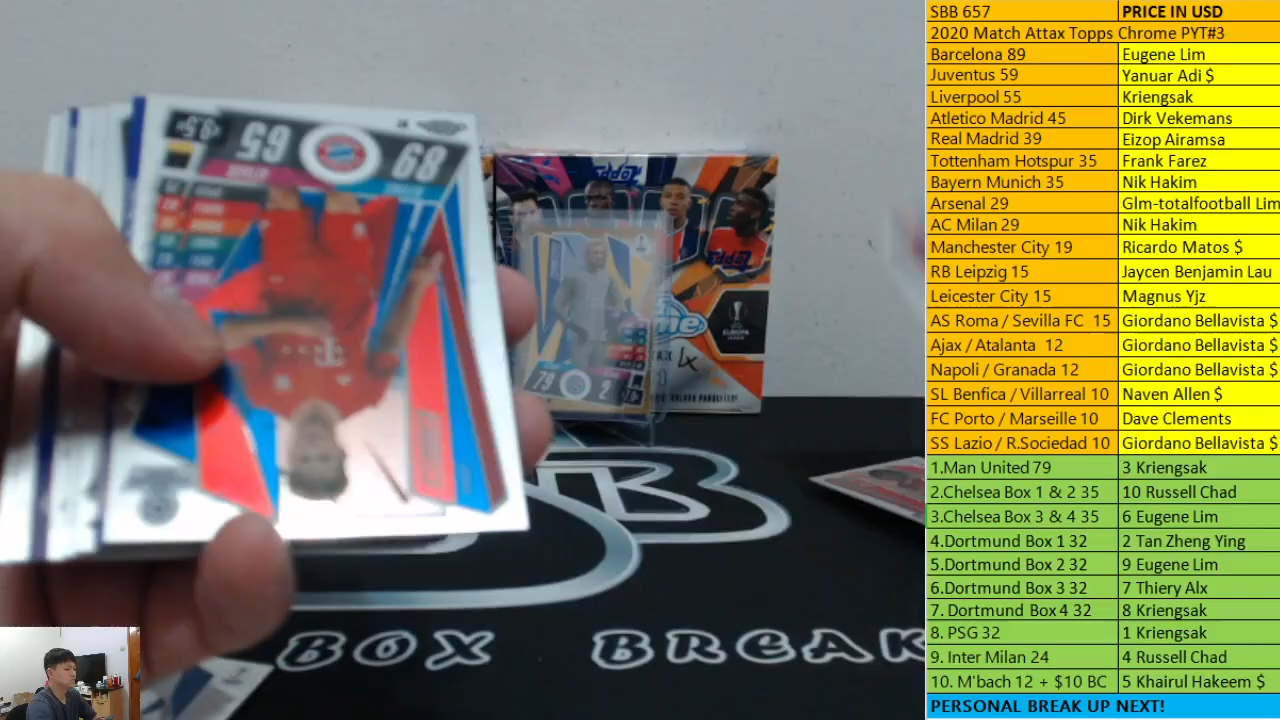 SBB 657 PRICE IN USD
2020 Match Attax Topps Chrome PYT#3
Barcelona 89 Eugene Lim
Juventus 59 Yanuar Adi $
Liverpool 55 Kriengsak
Atletico Madrid 45 Dirk Vekemans
Real Madrid 39 Eizop Airamsa
Tottenham Hotspur 35 Frank Farez
Bayern Munich 35 Nik Hakim
Arsenal 29 Glm-totalfootball Lim
AC Milan 29 Nik Hakim
Manchester City 19 Ricardo Matos $
RB Leipzig 15 Jaycen Benjamin Lau
Leicester City 15 Magnus Yjz
AS Roma / Sevilla FC 15 Giordano Bellavista $
Ajax / Atalanta 12 Giordano Bellavista $
Napoli / Granada 12 Giordano Bellavista $
SL Benfica / Villarreal 10 Naven Allen $
FC Porto / Marseille 10 Dave Clements
SS Lazio / R.Sociedad 10 Giordano Bellavista $
1.Man United 79 3 Kriengsak
2.Chelsea Box 1 & 2 35 10 Russell Chad
3.Chelsea Box 3 & 4 35 6 Eugene Lim
4.Dortmund Box 1 32 2 Tan Zheng Ying
5.Dortmund Box 2 32 9 Eugene Lim
6.Dortmund Box 3 32 7 Thiery Alx
7. Dortmund Box 4 32 8 Kriengsak
8. PSG 32 1 Kriengsak
9. Inter Milan 24 4 Russell Chad
10. M'bach 12 + $10 BC 5 Khairul Hakeem $
PERSONAL BREAK UP NEXT!
59 68
Topps
Topps
EUROPA
LEAGUE
79 2
BOX BREAK